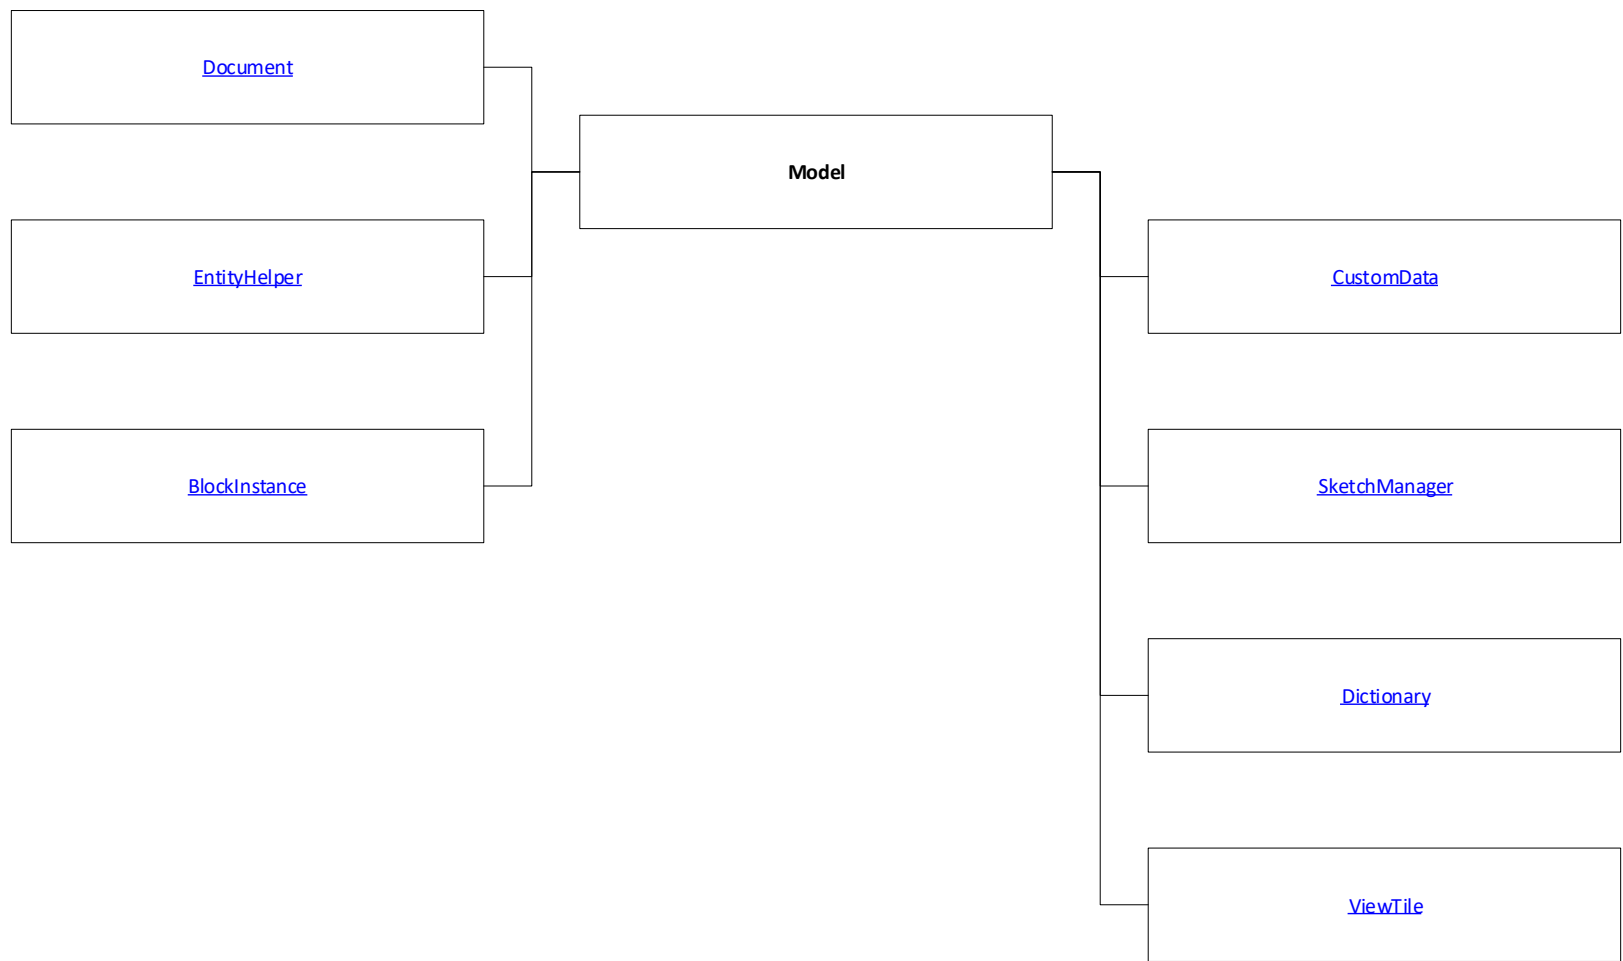 Document
Model
EntityHelper
CustomData
BlockInstance
SketchManager
Dictionary
ViewTile